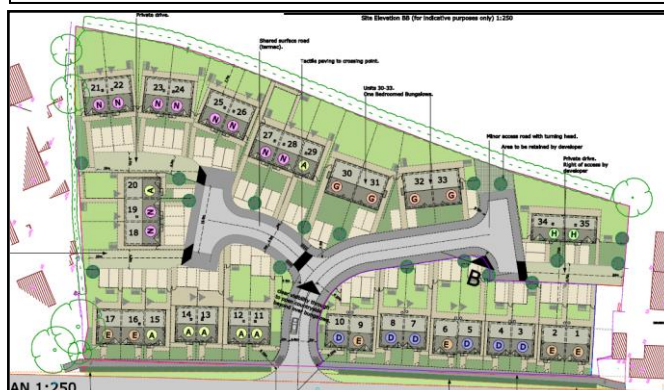 Site Elevation BB (for indicative purposes only) 1:250
Private drive.
Shared surface road
(tarmac).
Tactile paving to crossing point.
Units 30-33.
One Bedroomed Bungalows.
Minor access road with turning head.
Area to be retained by developer
Private drive.
Right of access by
developer
21 22
N N
23 24
N N
25 26
N N
27 28 29
N N A
30 31
G G
32 33
G G
34 35
H H
20 A
19 N
18 N
B
17 16 15
E E A
14 13
A A
12 11
A A
10 9
D E
8 7
D D
6 5
E D
4 3
D D
2 1
E E
AN 1:250